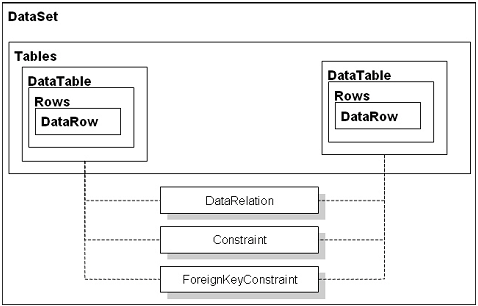 DataSet
Tables
DataTable
Rows
DataRow
DataTable
Rows
DataRow
DataRelation
Constraint
ForeignKeyConstraint